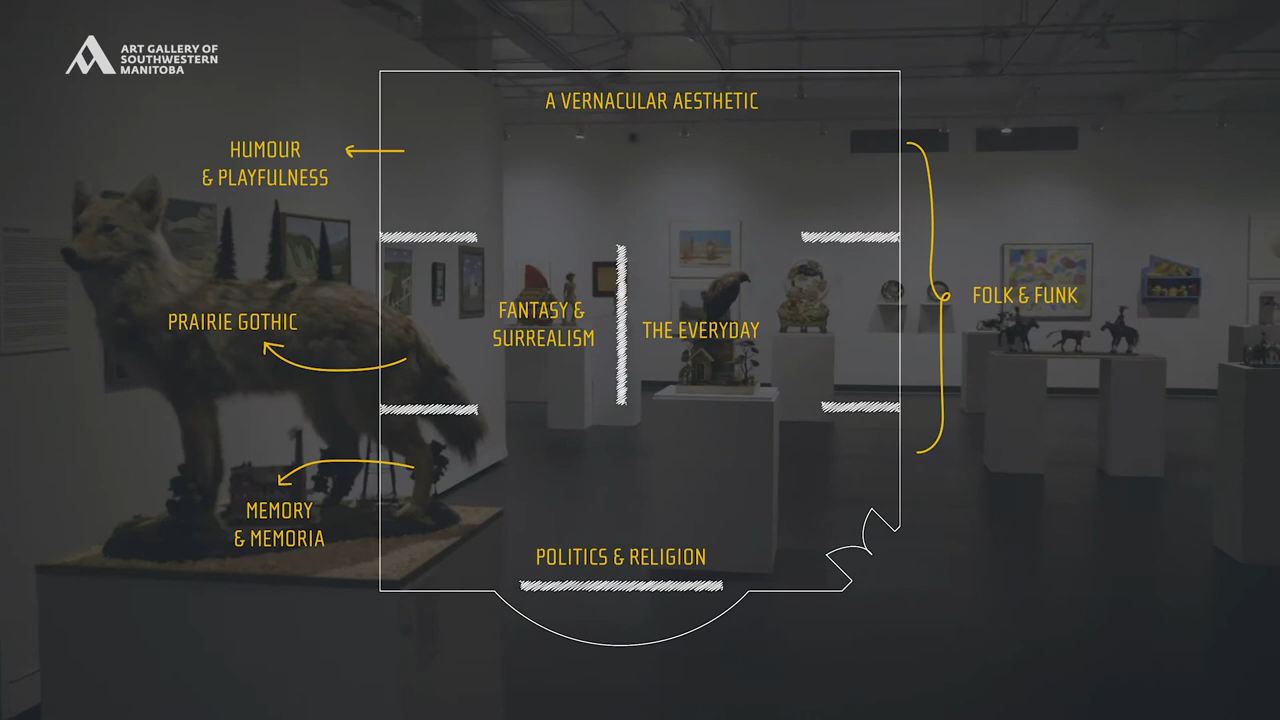 ART GALLERY OF
SOUTHWESTERN
MANITOBA
A VERNACULAR AESTHETIC
HUMOUR
& PLAYFULNESS
PRAIRIE GOTHIC
FANTASY &
SURREALISM
THE EVERYDAY
FOLK & FUNK
MEMORY
& MEMORIA
POLITICS & RELIGION